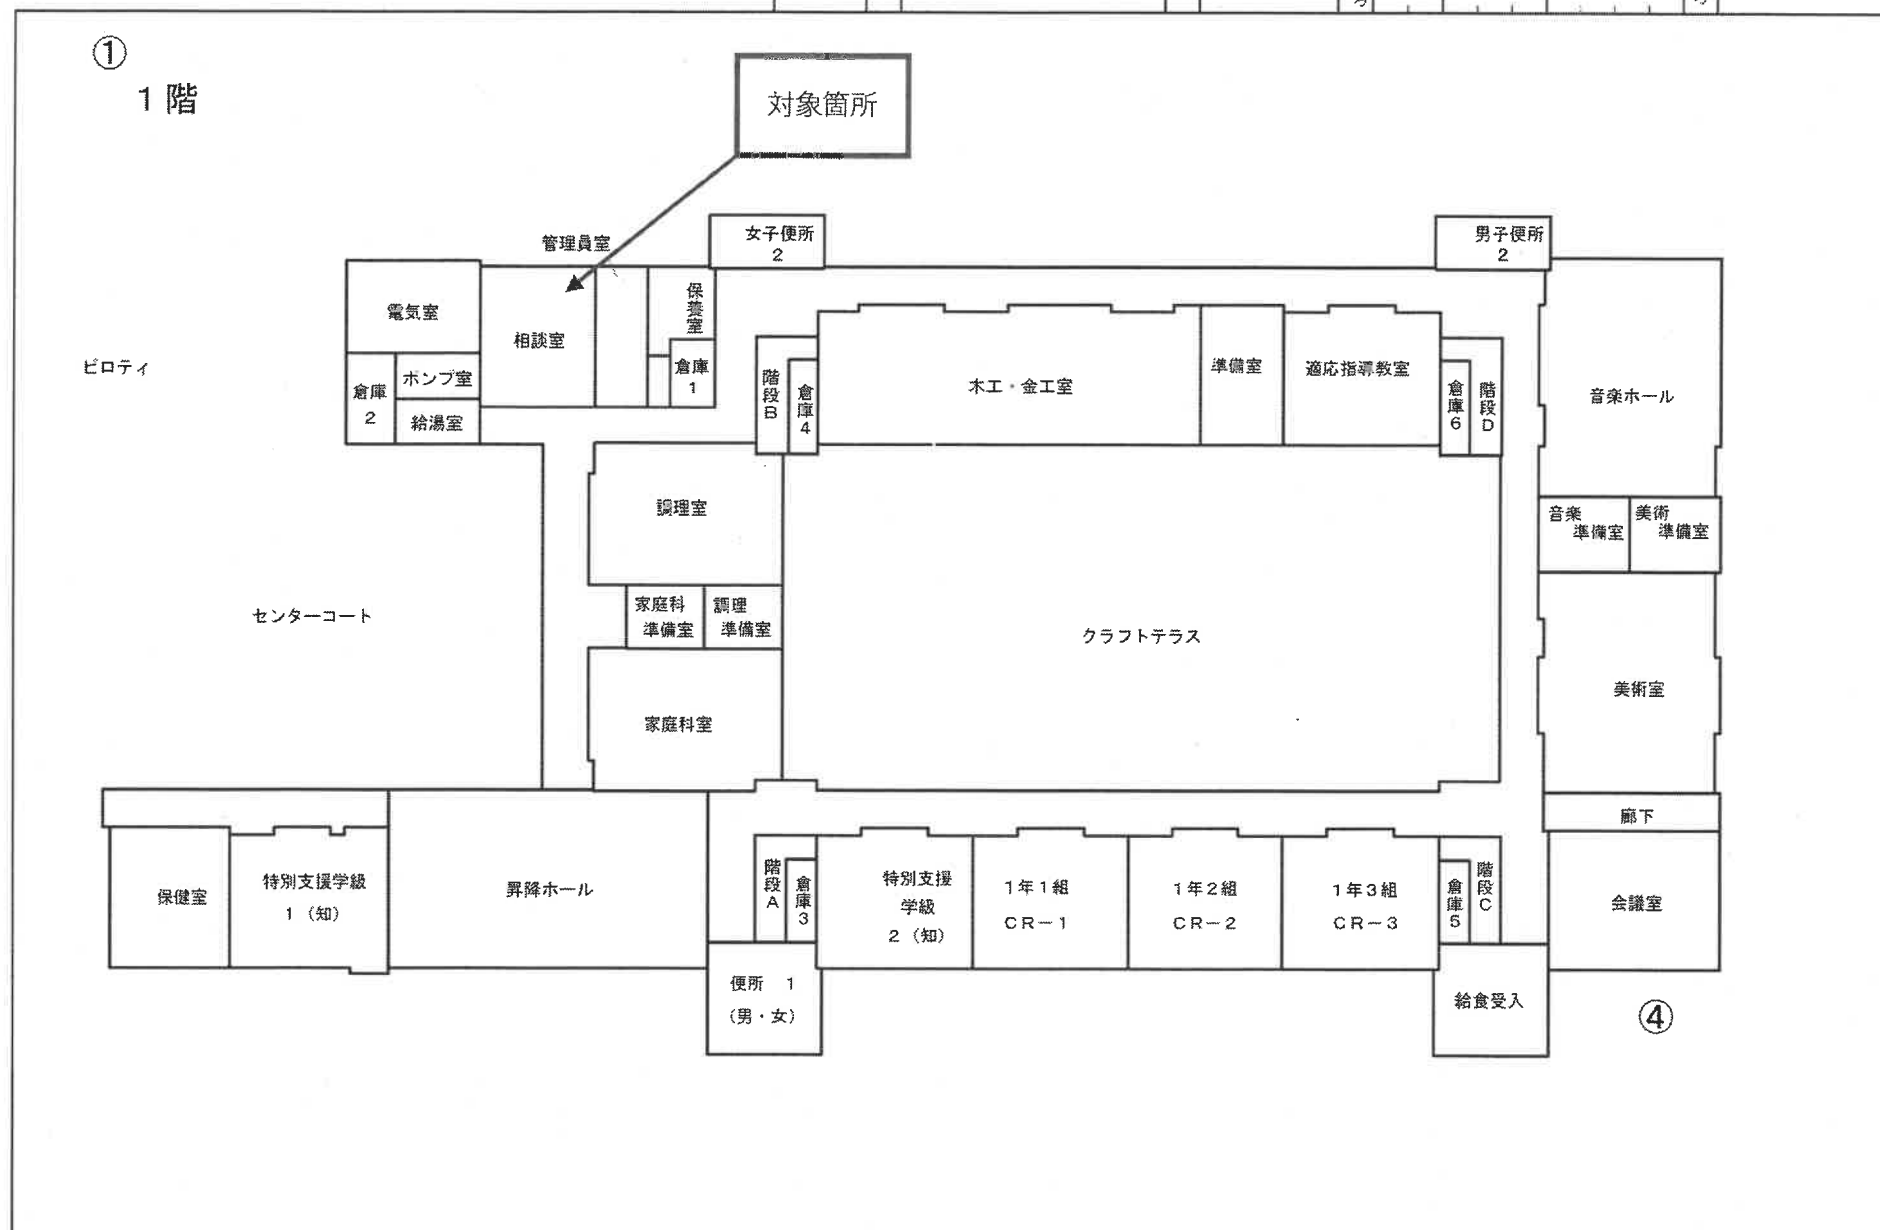 ①
1階
対象箇所
管理員室
女子便所
2
男子便所
2
電気室
相談室
保養室
倉庫
1
ピロティ
倉庫
2
ポンプ室
給湯室
階段B
倉庫4
木工・金工室
準備室
適応指導教室
倉庫6
階段D
音楽ホール
調理室
音楽
準備室
美術
準備室
センターコート
家庭科
準備室
調理
準備室
クラフトテラス
家庭科室
美術室
廊下
保健室
特別支援学級
1（知）
昇降ホール
階段A
倉庫3
特別支援
学級
2（知）
1年1組
CR－1
1年2組
CR－2
1年3組
CR－3
倉庫5
階段C
会議室
便所　1
（男・女）
給食受入
④